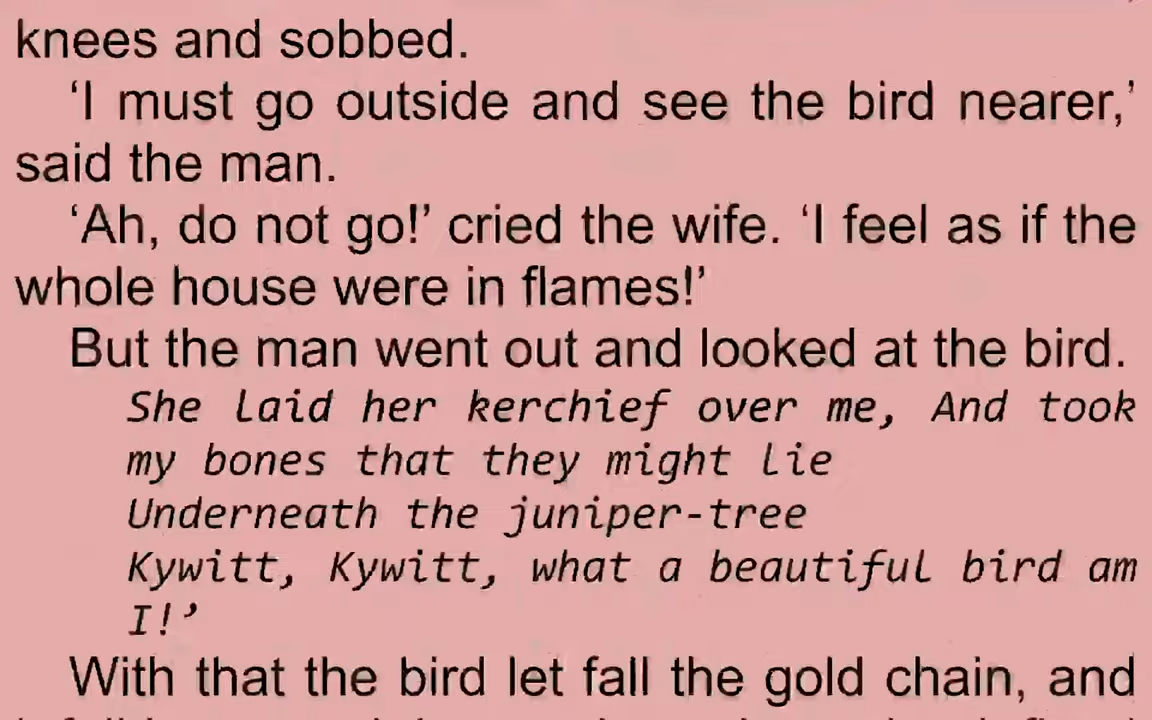 knees and sobbed.
‘I must go outside and see the bird nearer,’
said the man.
‘Ah, do not go!’ cried the wife. ‘I feel as if the
whole house were in flames!’
But the man went out and looked at the bird.
She laid her kerchief over me, And took
my bones that they might lie
Underneath the juniper-tree
Kywitt, Kywitt, what a beautiful bird am
I!’
With that the bird let fall the gold chain, and